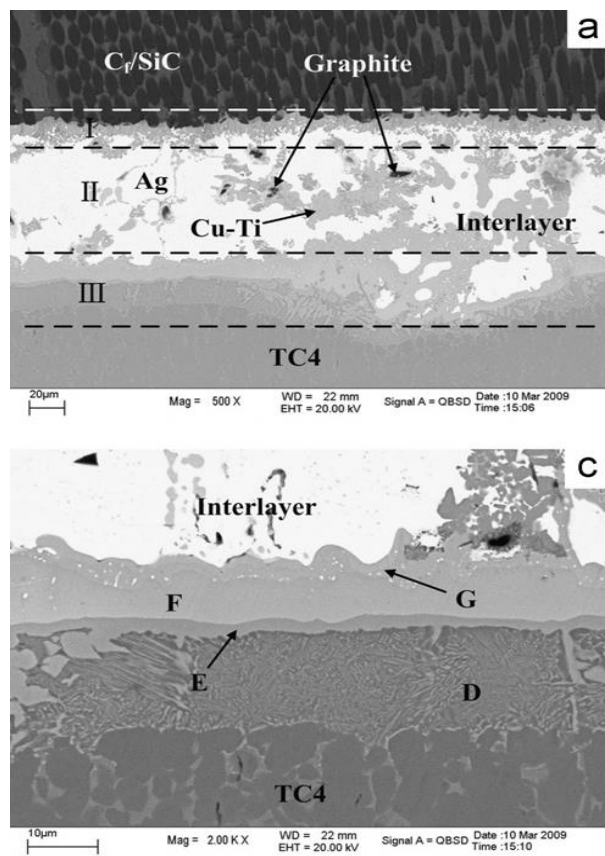 a
Cf/SiC
Graphite
I
II
Ag
Cu-Ti
Interlayer
III
TC4
20μm
Mag = 500 X
WD = 22 mm
EHT = 20.00 kV
Signal A = QBSD
Date :10 Mar 2009
Time :15:06
c
Interlayer
F
G
E
D
TC4
10μm
Mag = 2.00 K X
WD = 22 mm
EHT = 20.00 kV
Signal A = QBSD
Date :10 Mar 2009
Time :15:10